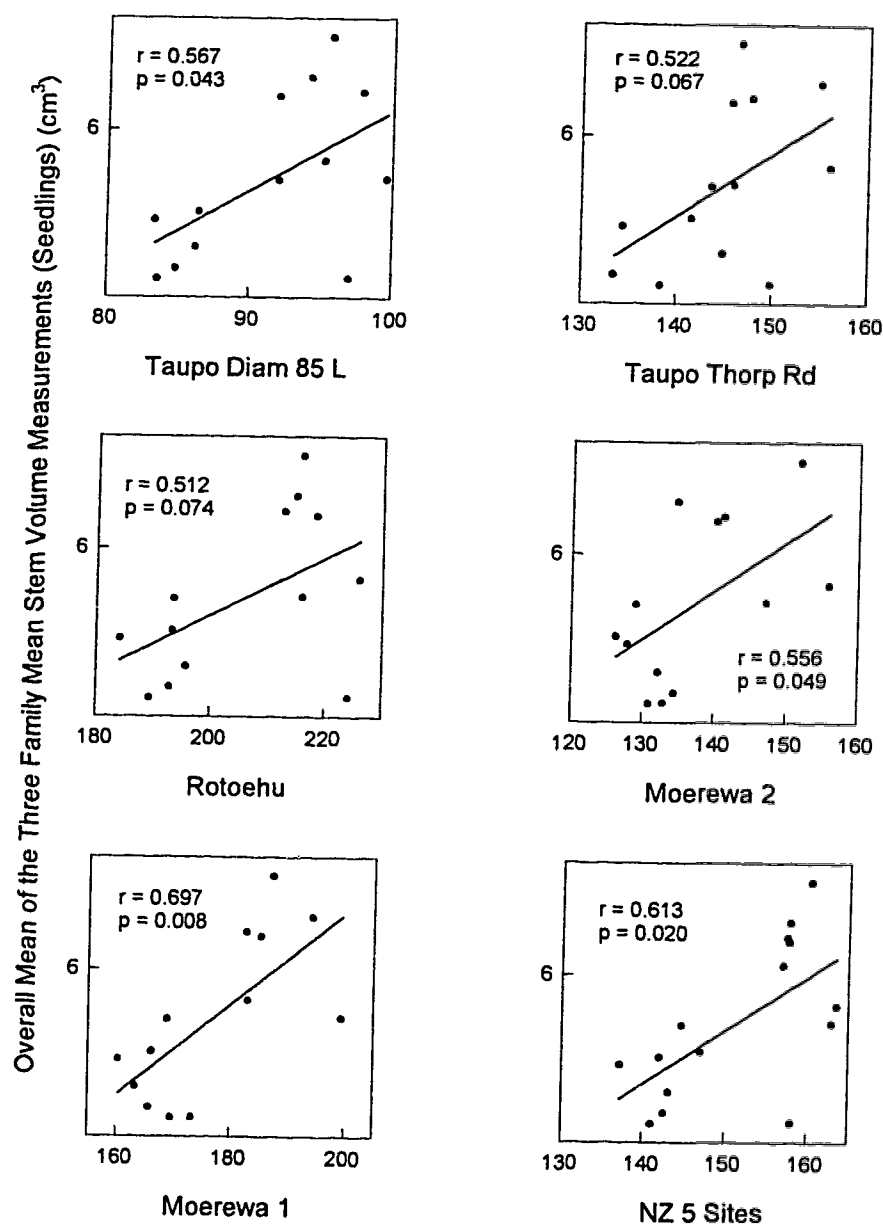 Overall Mean of the Three Family Mean Stem Volume Measurements (Seedlings) (cm³)
r = 0.567
p = 0.043
6
80 90 100
Taupo Diam 85 L
r = 0.522
p = 0.067
6
130 140 150 160
Taupo Thorp Rd
r = 0.512
p = 0.074
6
180 200 220
Rotoehu
r = 0.556
p = 0.049
6
120 130 140 150 160
Moerewa 2
r = 0.697
p = 0.008
6
160 180 200
Moerewa 1
r = 0.613
p = 0.020
6
130 140 150 160
NZ 5 Sites